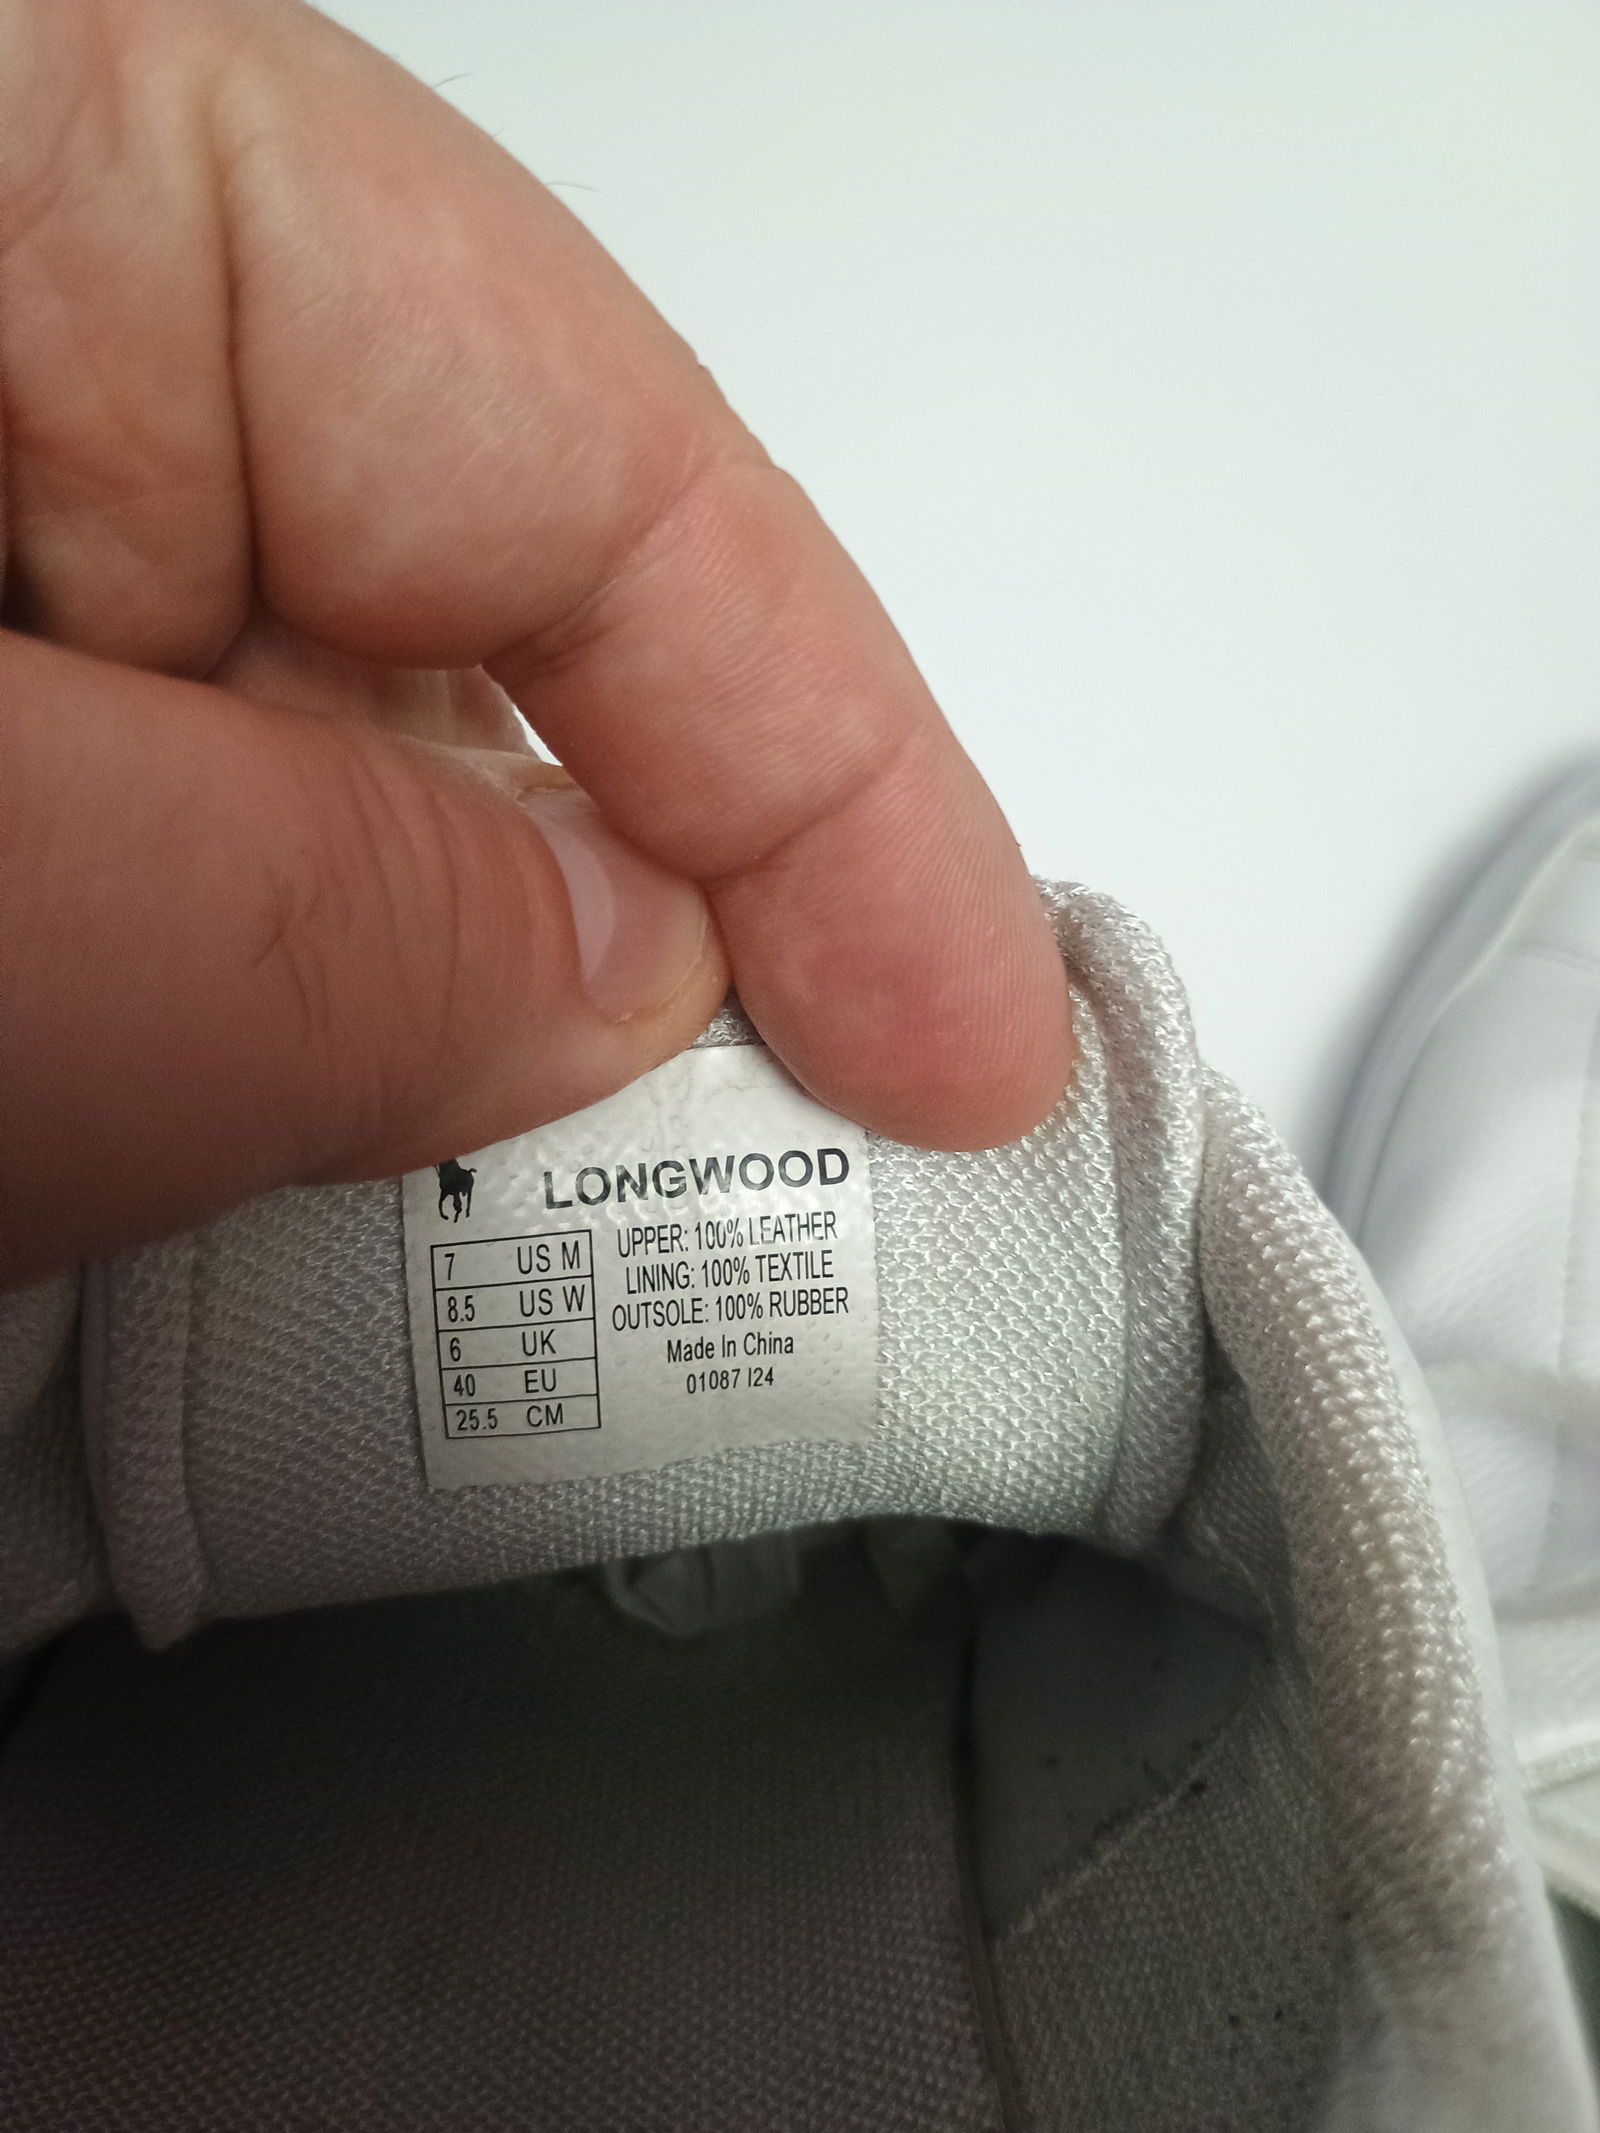 LONGWOOD
7 US M
8.5 US W
6 UK
40 EU
25.5 CM
UPPER: 100% LEATHER
LINING: 100% TEXTILE
OUTSOLE: 100% RUBBER
Made In China
01087 I24